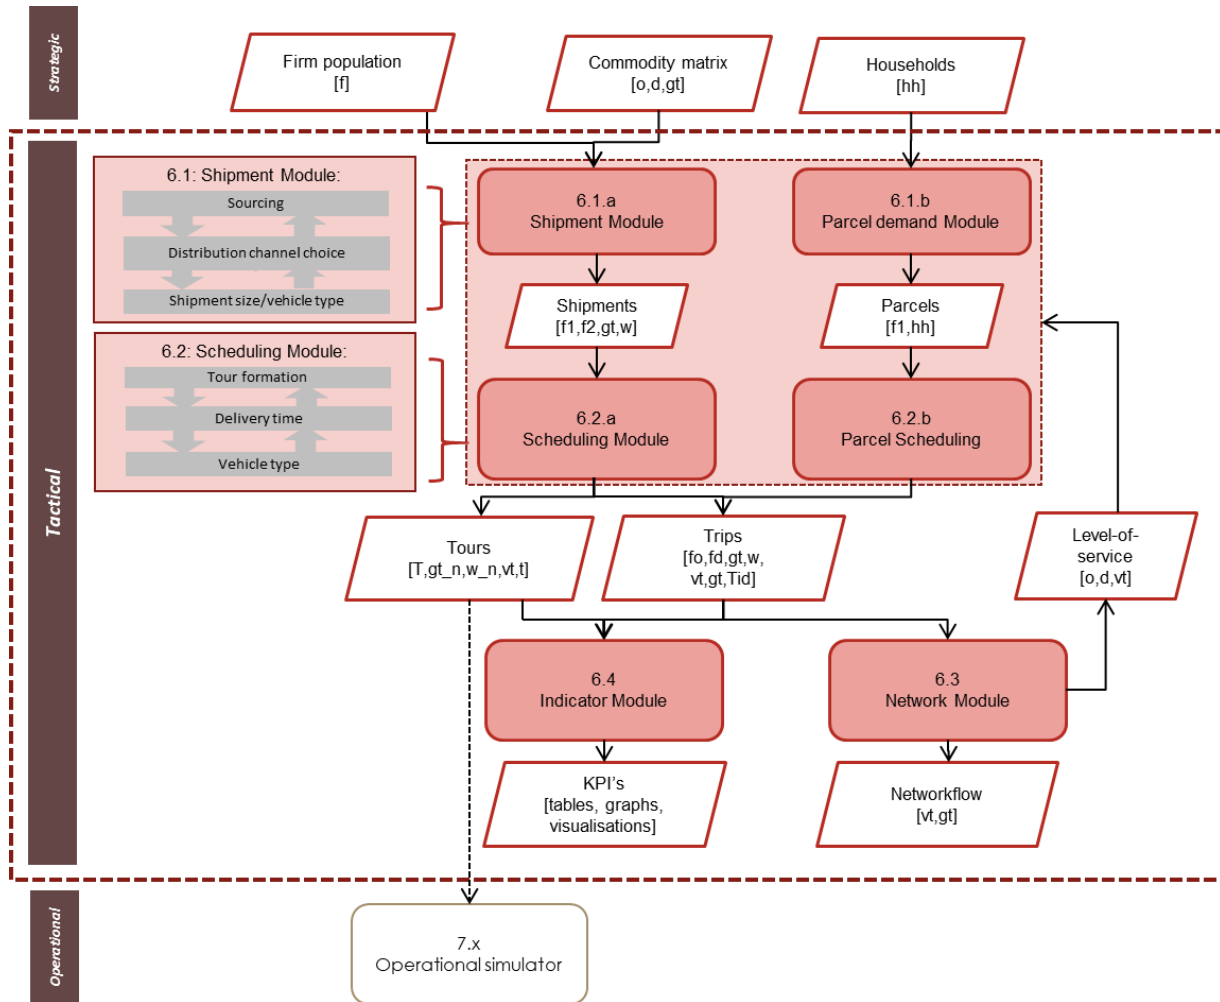 Strategic
Firm population
[f]
Commodity matrix
[o,d,gt]
Households
[hh]
Tactical
6.1: Shipment Module:
Sourcing
Distribution channel choice
Shipment size/vehicle type
6.2: Scheduling Module:
Tour formation
Delivery time
Vehicle type
6.1.a
Shipment Module
6.1.b
Parcel demand Module
Shipments
[f1,f2,gt,w]
Parcels
[f1,hh]
6.2.a
Scheduling Module
6.2.b
Parcel Scheduling
Tours
[T,gt_n,w_n,vt,t]
Trips
[fo,fd,gt,w,
vt,gt,Tid]
Level-of-
service
[o,d,vt]
6.4
Indicator Module
6.3
Network Module
KPI's
[tables, graphs,
visualisations]
Networkflow
[vt,gt]
Operational
7.x
Operational simulator